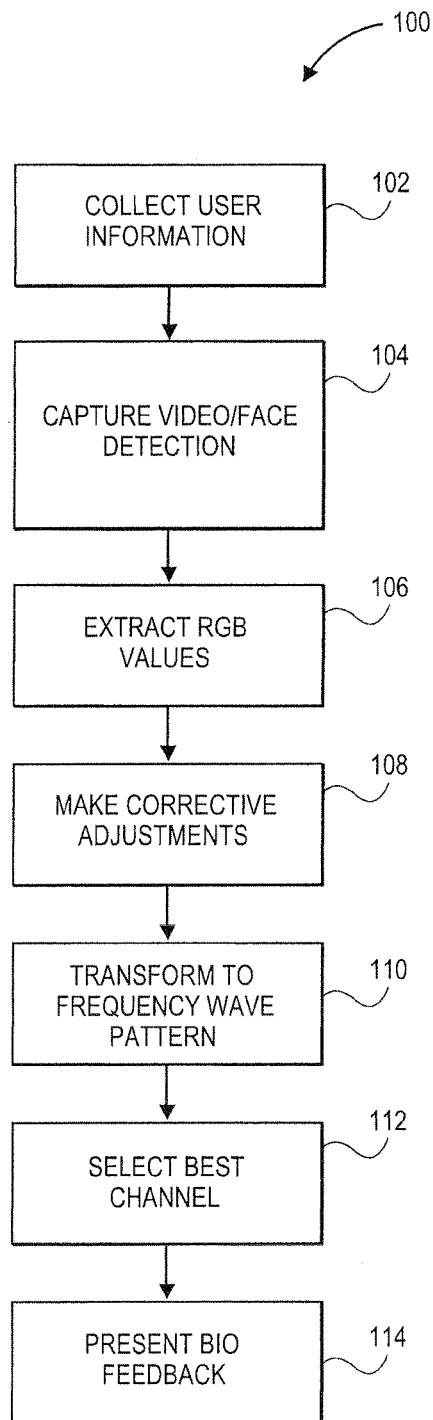 100
COLLECT USER
INFORMATION
102
CAPTURE VIDEO/FACE
DETECTION
104
EXTRACT RGB
VALUES
106
MAKE CORRECTIVE
ADJUSTMENTS
108
TRANSFORM TO
FREQUENCY WAVE
PATTERN
110
SELECT BEST
CHANNEL
112
PRESENT BIO
FEEDBACK
114